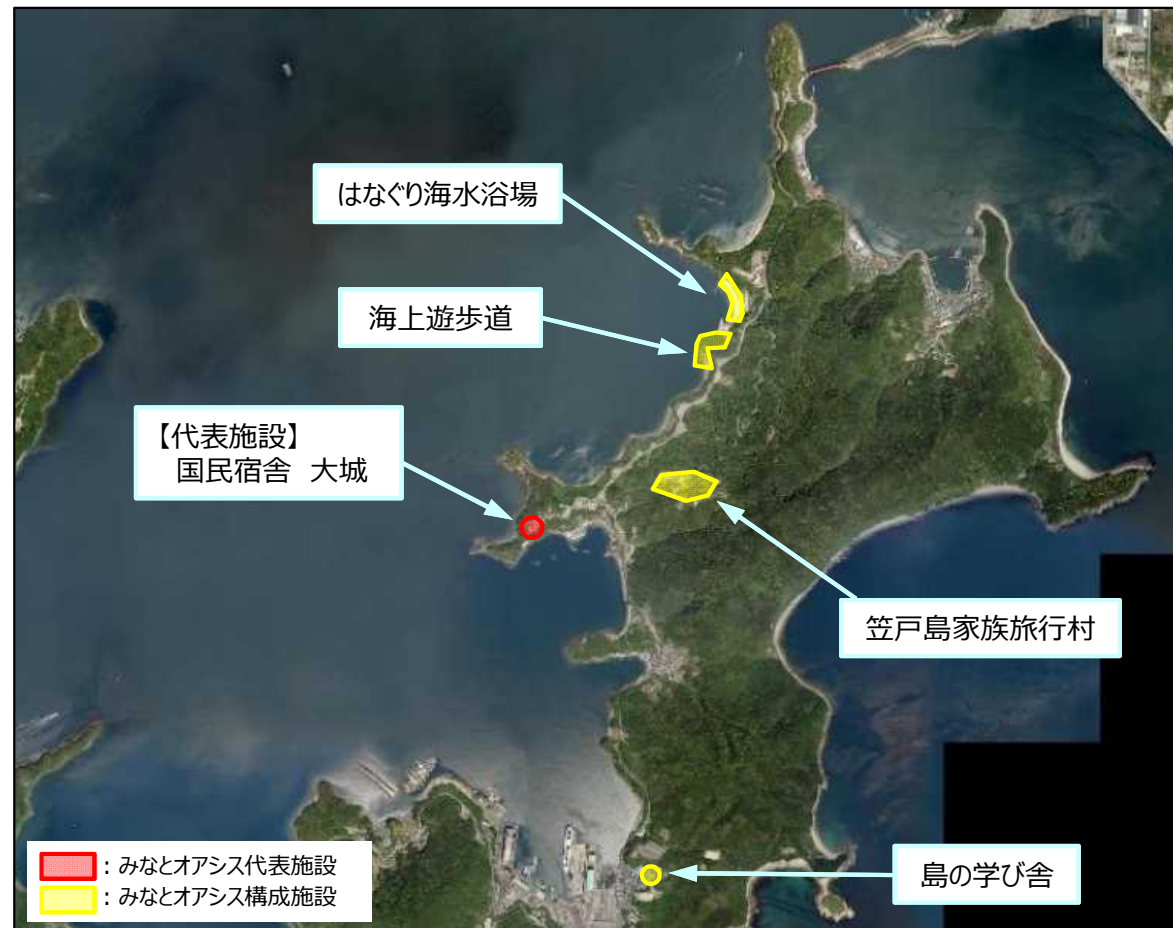 はなぐり海水浴場
海上遊歩道
【代表施設】
国民宿舎　大城
笠戸島家族旅行村
島の学び舎
：みなとオアシス代表施設
：みなとオアシス構成施設